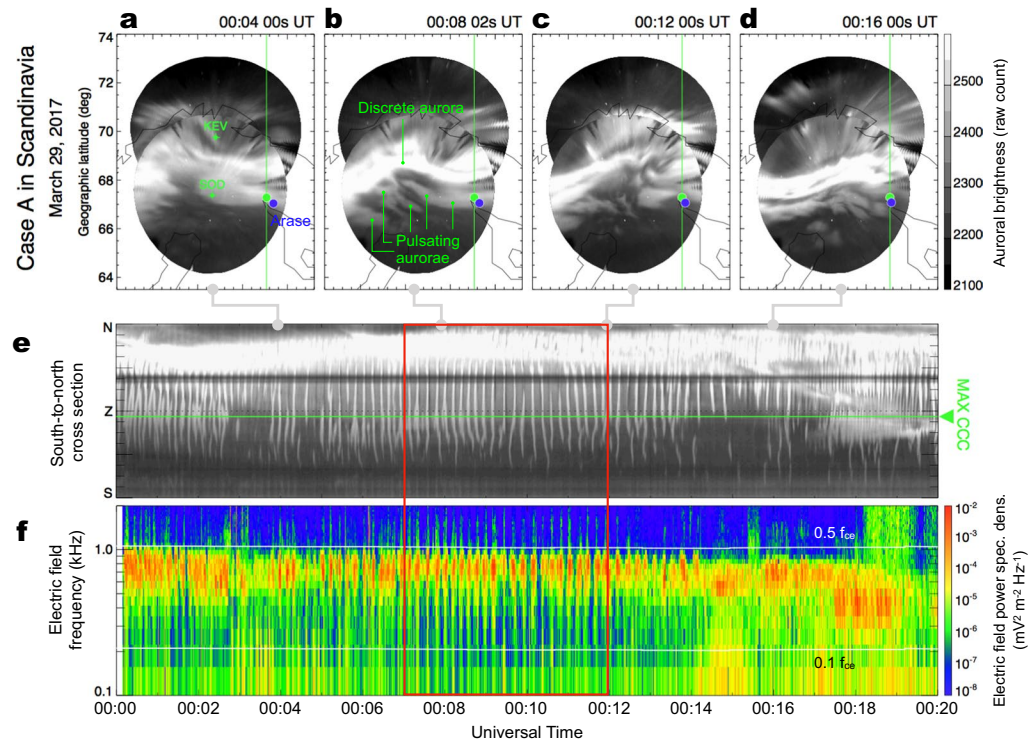 Case A in Scandinavia
March 29, 2017
a
00:04 00s UT
b
00:08 02s UT
c
00:12 00s UT
d
00:16 00s UT
Geographic latitude (deg)
74
72
70
68
66
64
KEV
SOD
Arase
Discrete aurora
Pulsating
aurorae
Auroral brightness (raw count)
2500
2400
2300
2200
2100
e
South-to-north
cross section
N
Z
S
MAX CCC
f
Electric field
frequency (kHz)
1.0
0.1
0.5 fce
0.1 fce
10-2
10-3
10-4
10-5
10-6
10-7
10-8
Electric field power spec. dens.
(mV2 m-2 Hz-1)
00:00
00:02
00:04
00:06
00:08
00:10
00:12
00:14
00:16
00:18
00:20
Universal Time